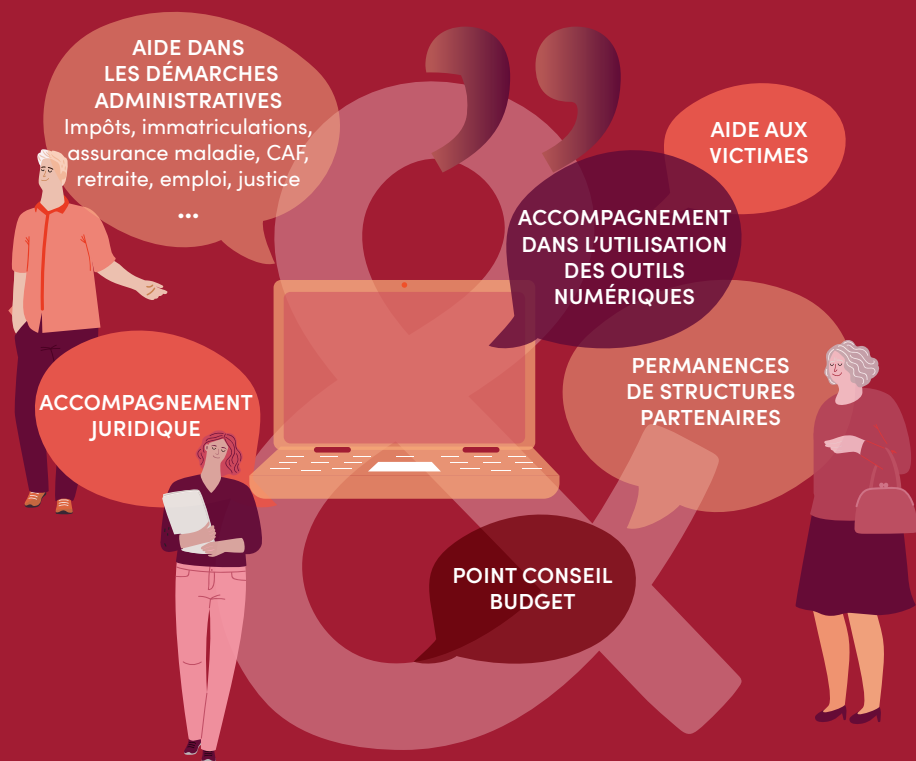 AIDE DANS
LES DÉMARCHES
ADMINISTRATIVES
Impôts, immatriculations,
assurance maladie, CAF,
retraite, emploi, justice
...
AIDE AUX
VICTIMES
ACCOMPAGNEMENT
DANS L'UTILISATION
DES OUTILS
NUMÉRIQUES
PERMANENCES
DE STRUCTURES
PARTENAIRES
ACCOMPAGNEMENT
JURIDIQUE
POINT CONSEIL
BUDGET